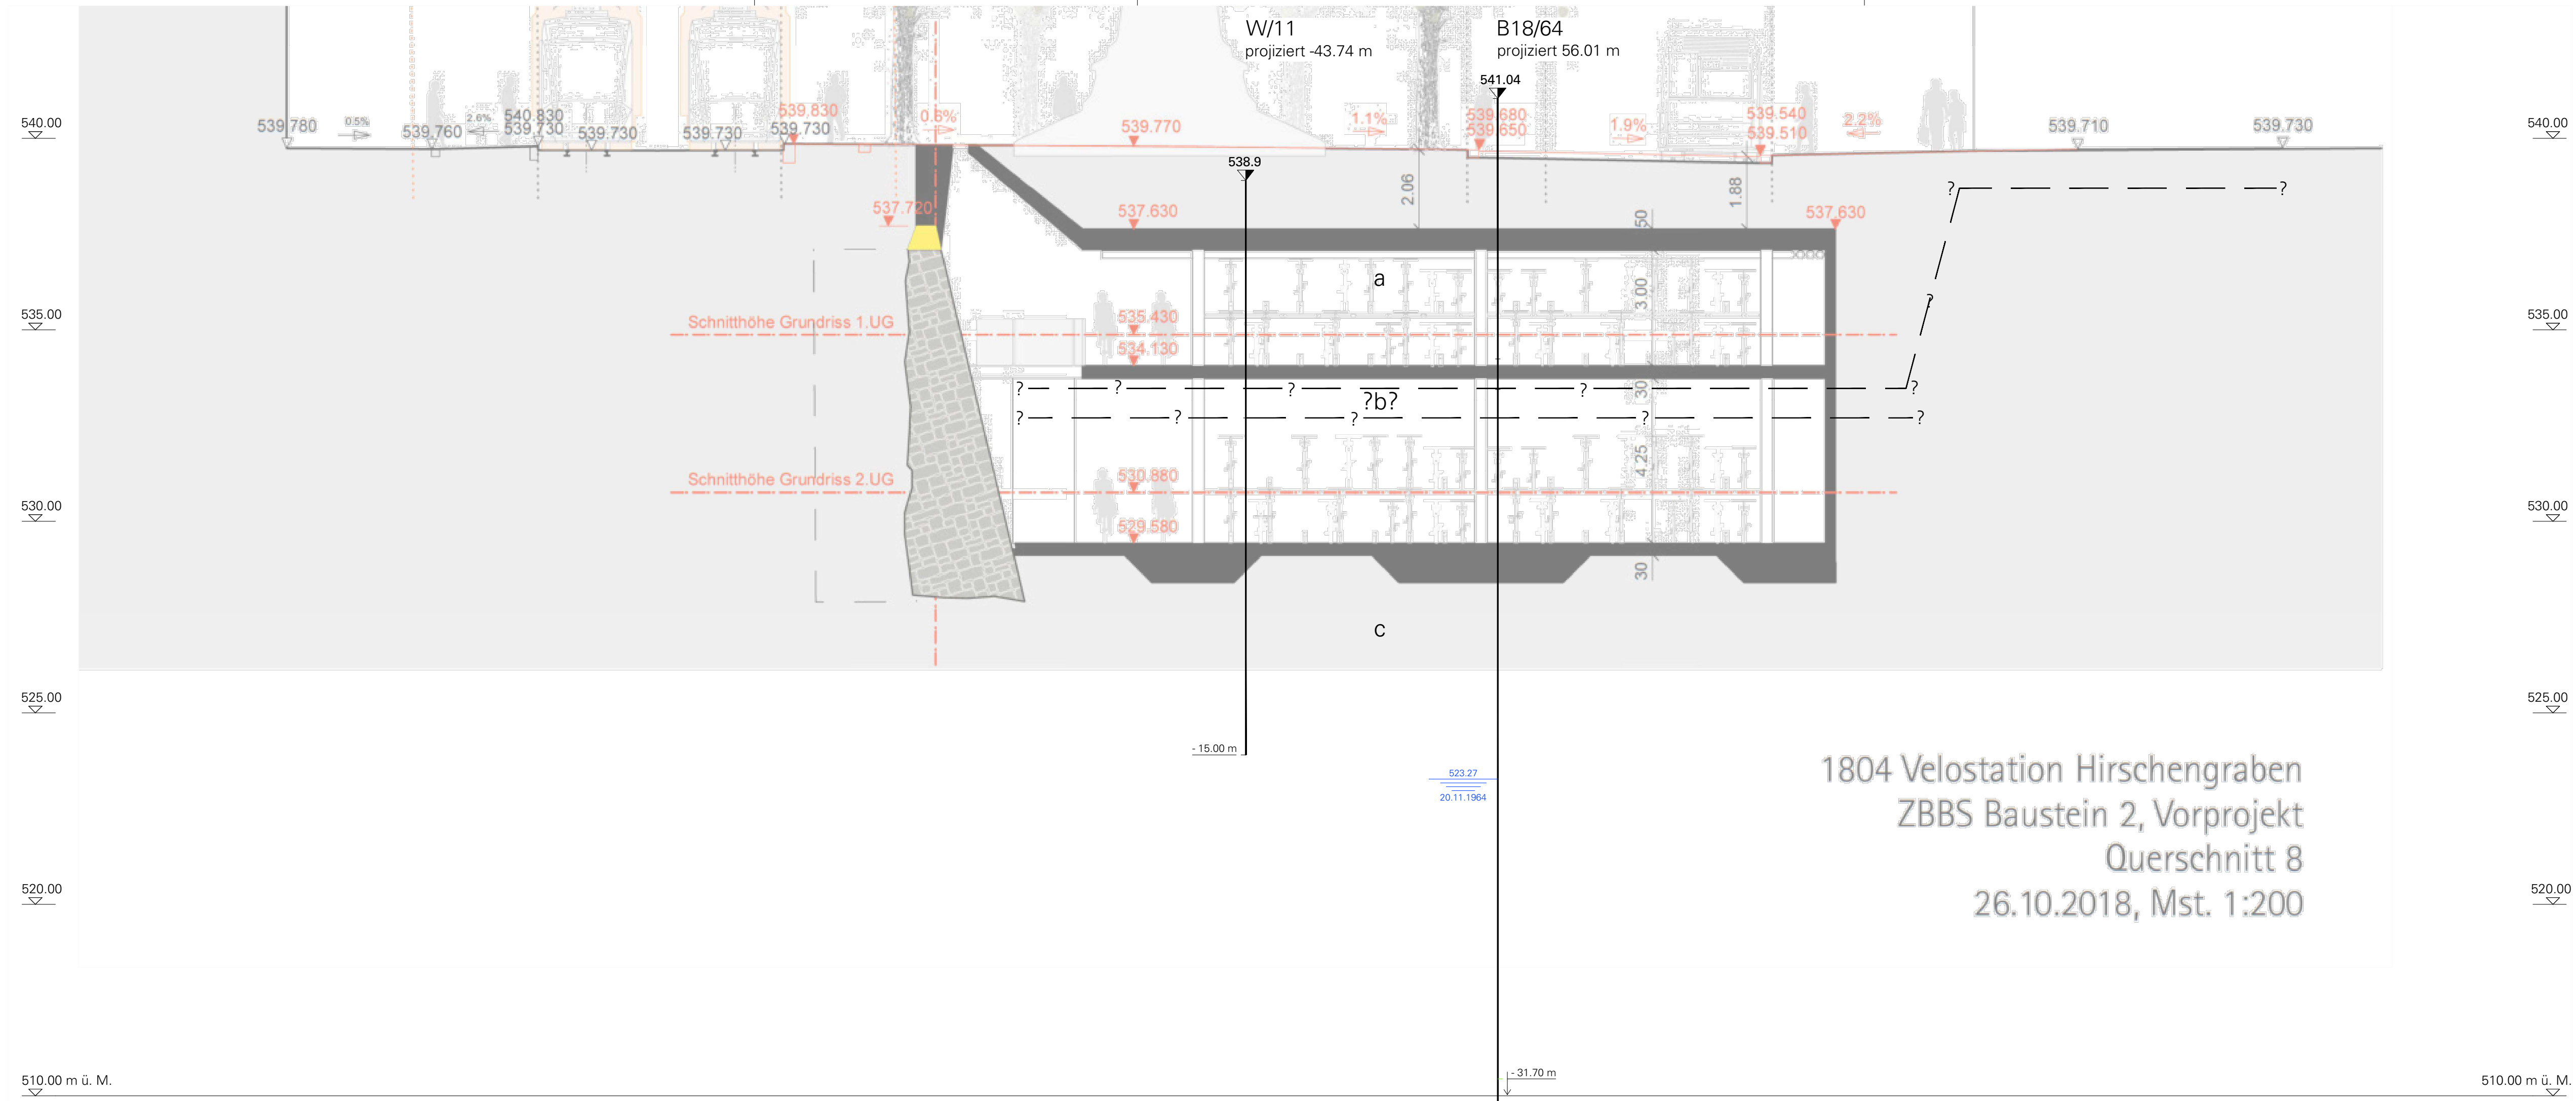 W/11
projiziert -43.74 m
B18/64
projiziert 56.01 m
541.04
540.00
540.00
539.780
0.5%
539.760
2.6%
540.830
539.730
539.730
539.730
539.830
539.730
0.6%
539.770
1.1%
539.680
539.650
1.9%
539.540
539.510
2.2%
539.710
539.730
538.9
2.06
1.88
? ?
537.720
537.630
50
537.630
a
3.00
?
535.00
535.00
Schnitthöhe Grundriss 1.UG
535.430
534.130
? ? ? ? ?
30
?b?
? ? ? ? ?
4.25
Schnitthöhe Grundriss 2.UG
530.880
530.00
530.00
529.580
30
c
525.00
525.00
- 15.00 m
523.27
20.11.1964
1804 Velostation Hirschengraben
ZBBS Baustein 2, Vorprojekt
Querschnitt 8
26.10.2018, Mst. 1:200
520.00
520.00
- 31.70 m
510.00 m ü. M.
510.00 m ü. M.